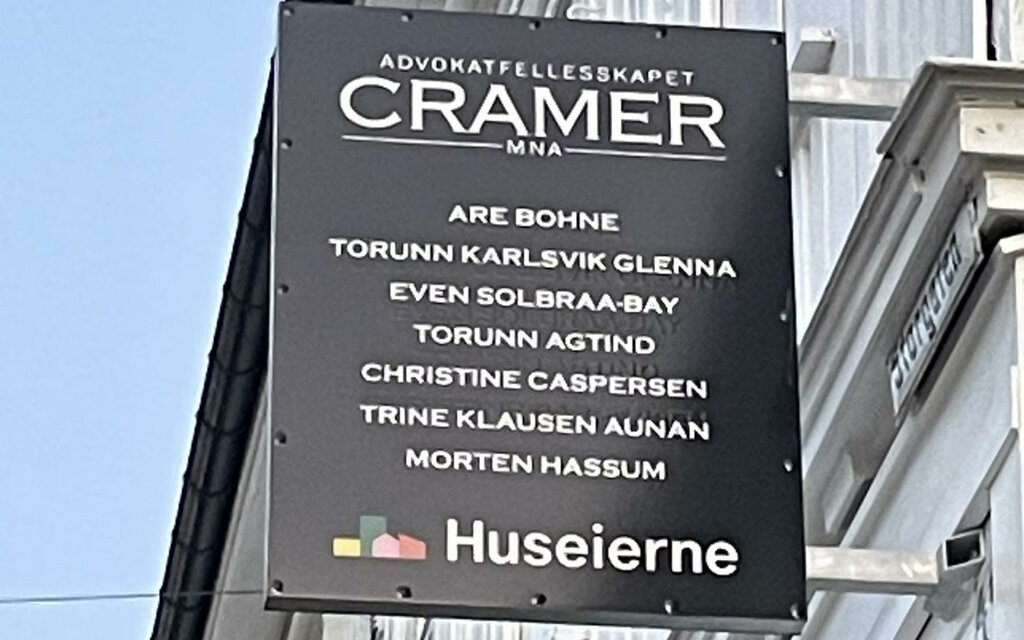 ADVOKATFELLESSKAPET
CRAMER
MNA
ARE BOHNE
TORUNN KARLSVIK GLENNA
EVEN SOLBRAA-BAY
TORUNN AGTIND
CHRISTINE CASPERSEN
TRINE KLAUSEN AUNAN
MORTEN HASSUM
Huseierne
Storgaten